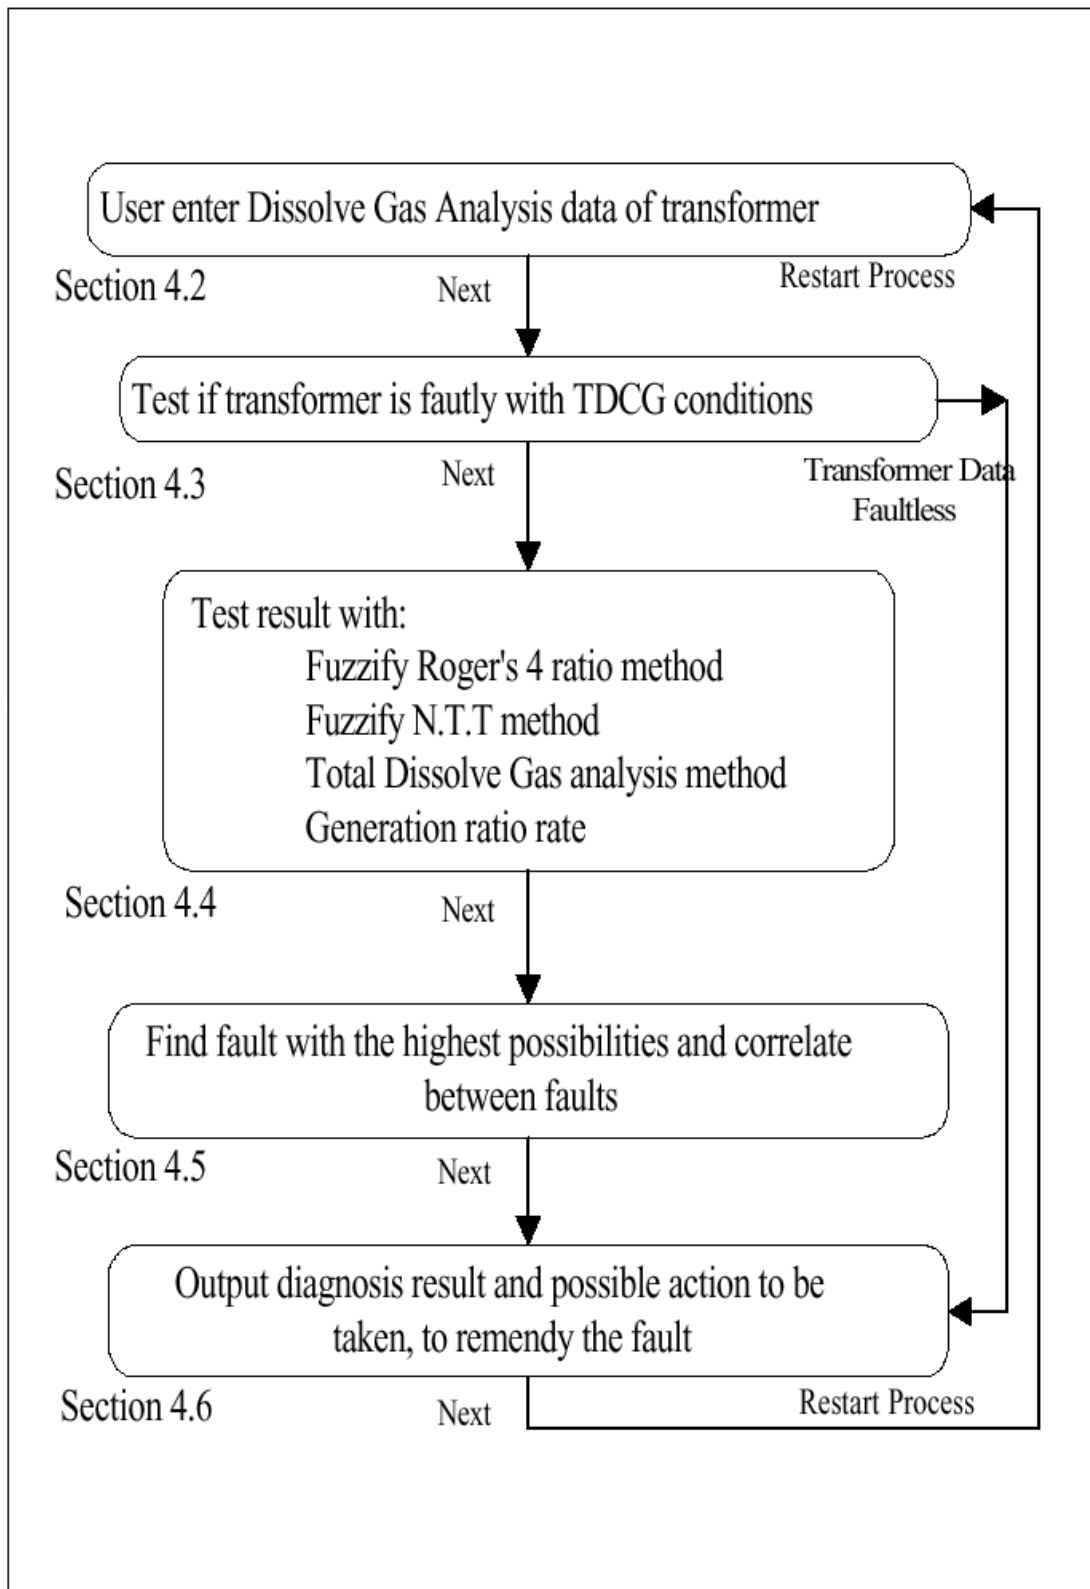 User enter Dissolve Gas Analysis data of transformer
Section 4.2
Next
Restart Process
Test if transformer is fautly with TDCG conditions
Section 4.3
Next
Transformer Data
Faultless
Test result with:
Fuzzify Roger's 4 ratio method
Fuzzify N.T.T method
Total Dissolve Gas analysis method
Generation ratio rate
Section 4.4
Next
Find fault with the highest possibilities and correlate
between faults
Section 4.5
Next
Output diagnosis result and possible action to be
taken, to remendy the fault
Section 4.6
Next
Restart Process